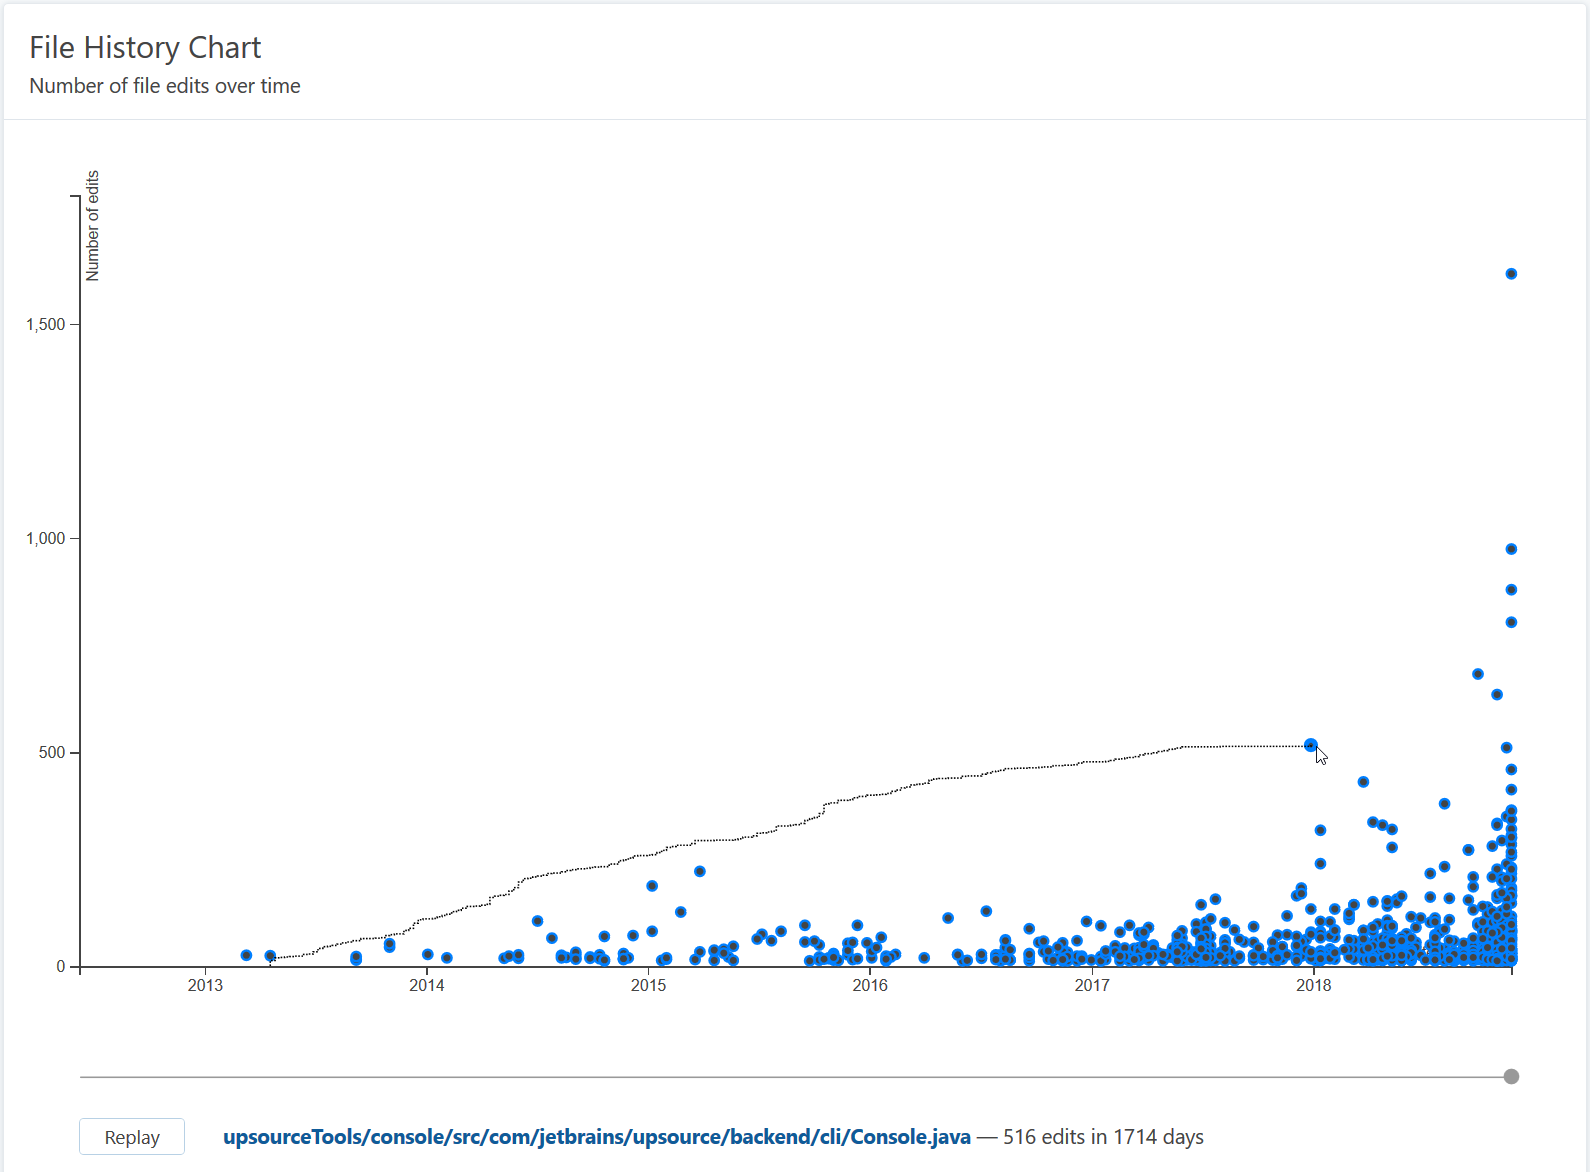 File History Chart
Number of file edits over time
Number of edits
1,500
1,000
500
0
2013 2014 2015 2016 2017 2018
Replay
upsourceTools/console/src/com/jetbrains/upsource/backend/cli/Console.java — 516 edits in 1714 days